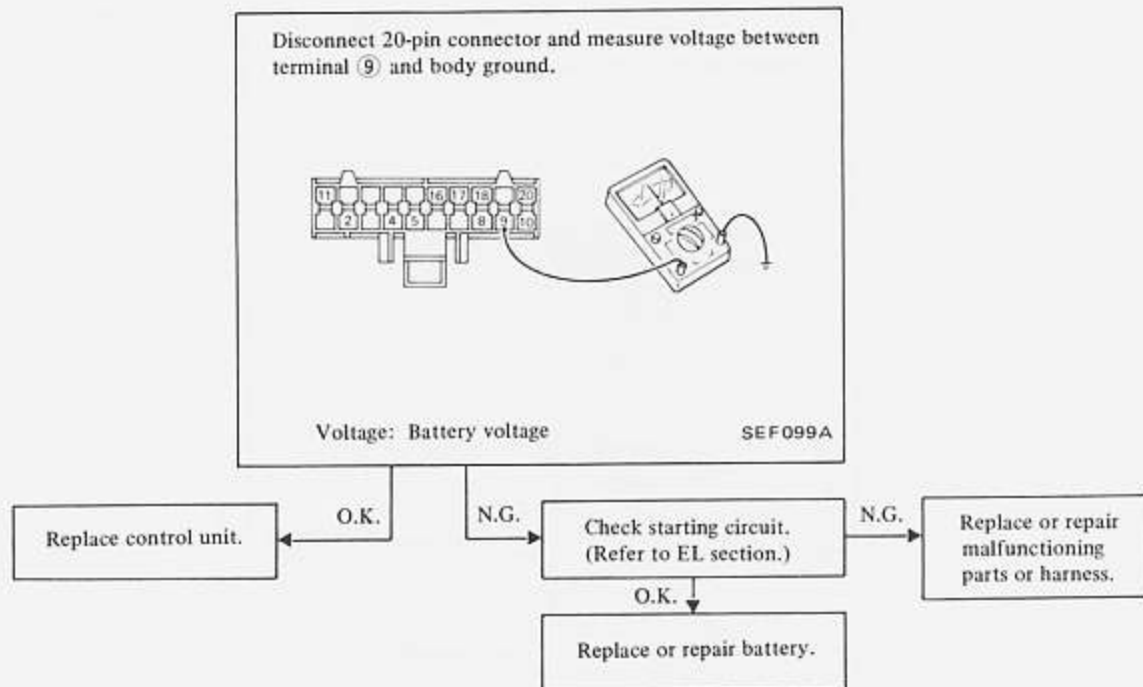 Disconnect 20-pin connector and measure voltage between
terminal ⑨ and body ground.
11 16 17 18 20
2 4 5 8 9 10
Voltage: Battery voltage
SEF099A
O.K.
N.G.
N.G.
Replace control unit.
Check starting circuit.
(Refer to EL section.)
Replace or repair
malfunctioning
parts or harness.
O.K.
Replace or repair battery.